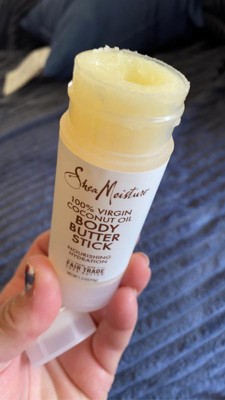 SheaMoisture
100% VIRGIN
COCONUT OIL
BODY
BUTTER
STICK
NOURISHING
HYDRATION
FAIR TRADE